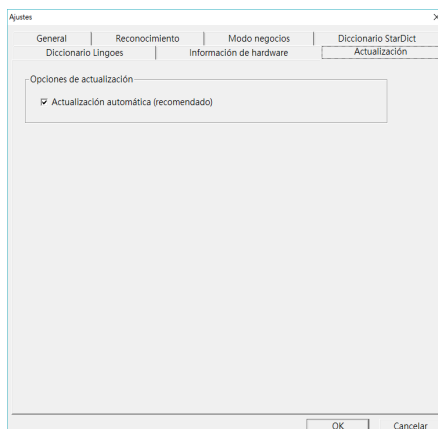 Ajustes
General Reconocimiento Modo negocios Diccionario StarDict
Diccionario Lingoes Información de hardware Actualización
Opciones de actualización
Actualización automática (recomendado)
OK Cancelar